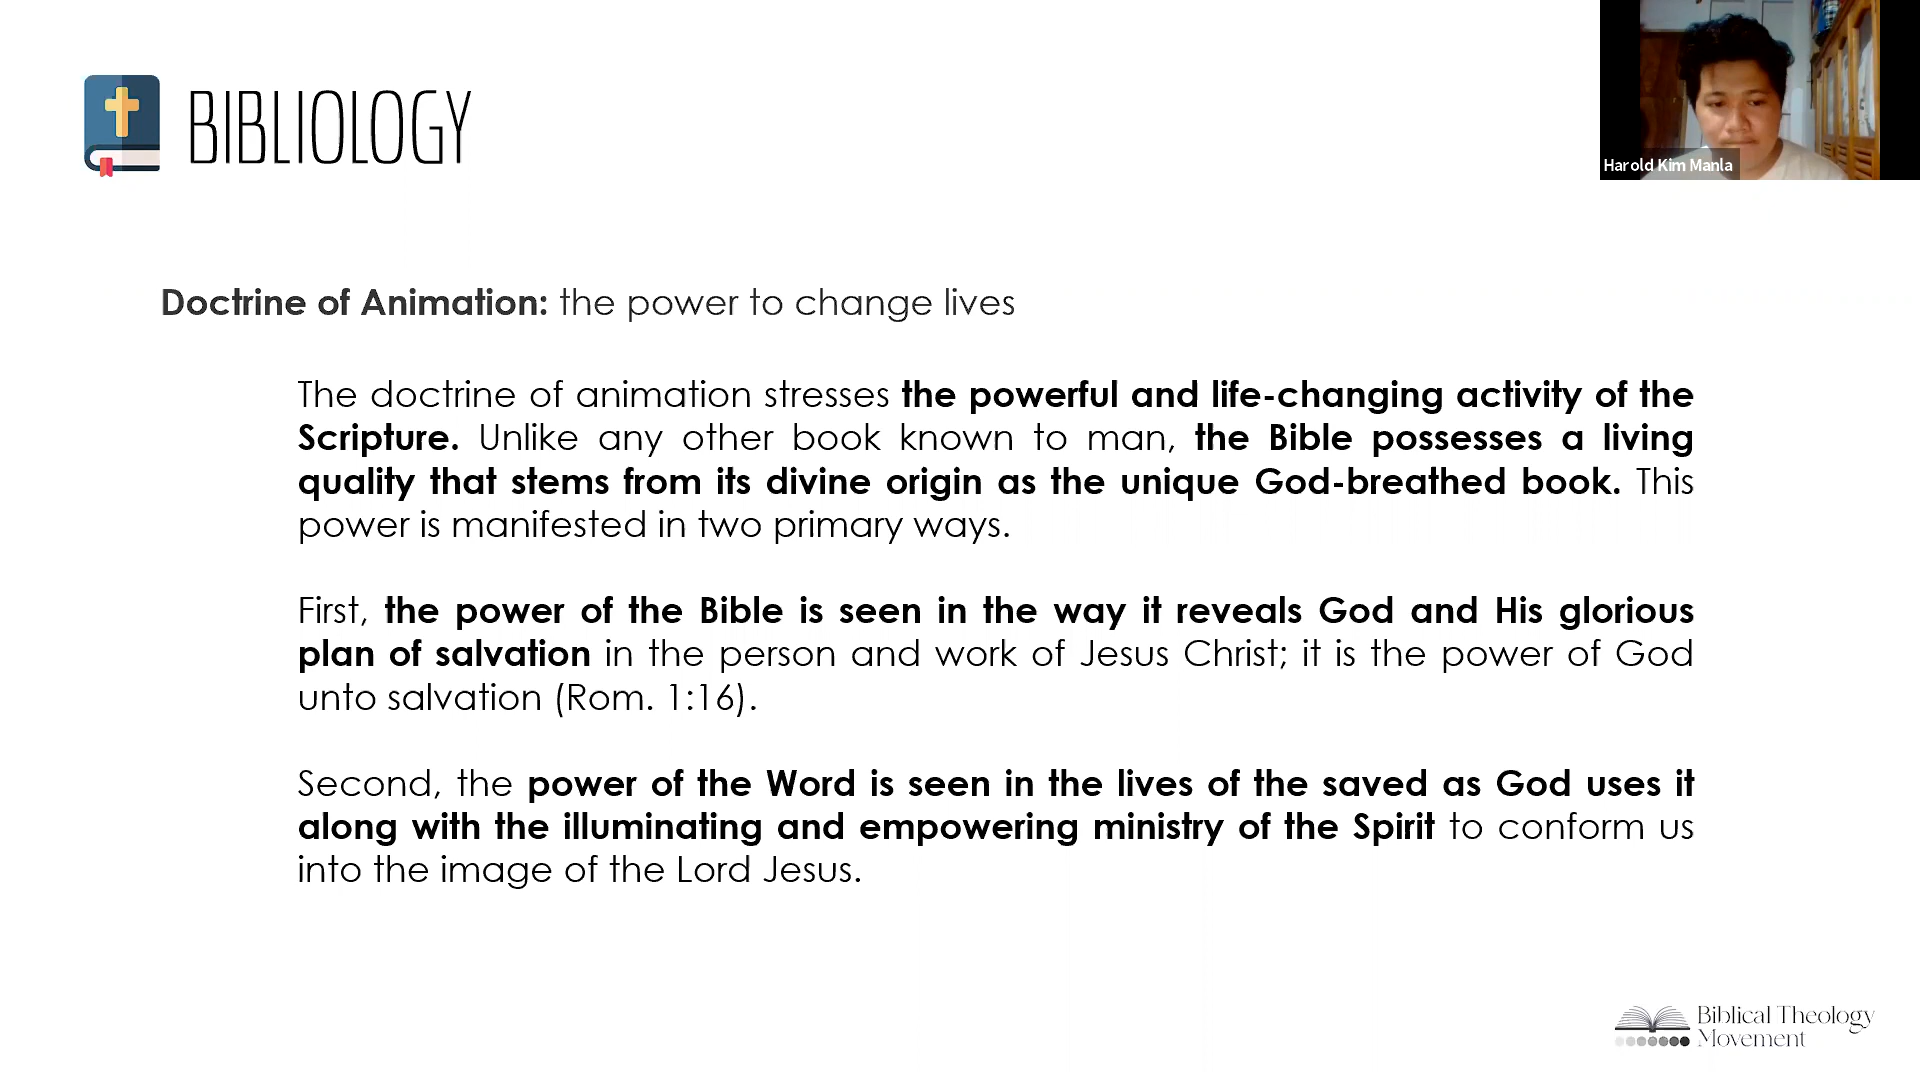 BIBLIOLOGY
Harold Kim Manla
Doctrine of Animation: the power to change lives
The doctrine of animation stresses the powerful and life-changing activity of the
Scripture. Unlike any other book known to man, the Bible possesses a living
quality that stems from its divine origin as the unique God-breathed book. This
power is manifested in two primary ways.
First, the power of the Bible is seen in the way it reveals God and His glorious
plan of salvation in the person and work of Jesus Christ; it is the power of God
unto salvation (Rom. 1:16).
Second, the power of the Word is seen in the lives of the saved as God uses it
along with the illuminating and empowering ministry of the Spirit to conform us
into the image of the Lord Jesus.
Biblical Theology
Movement